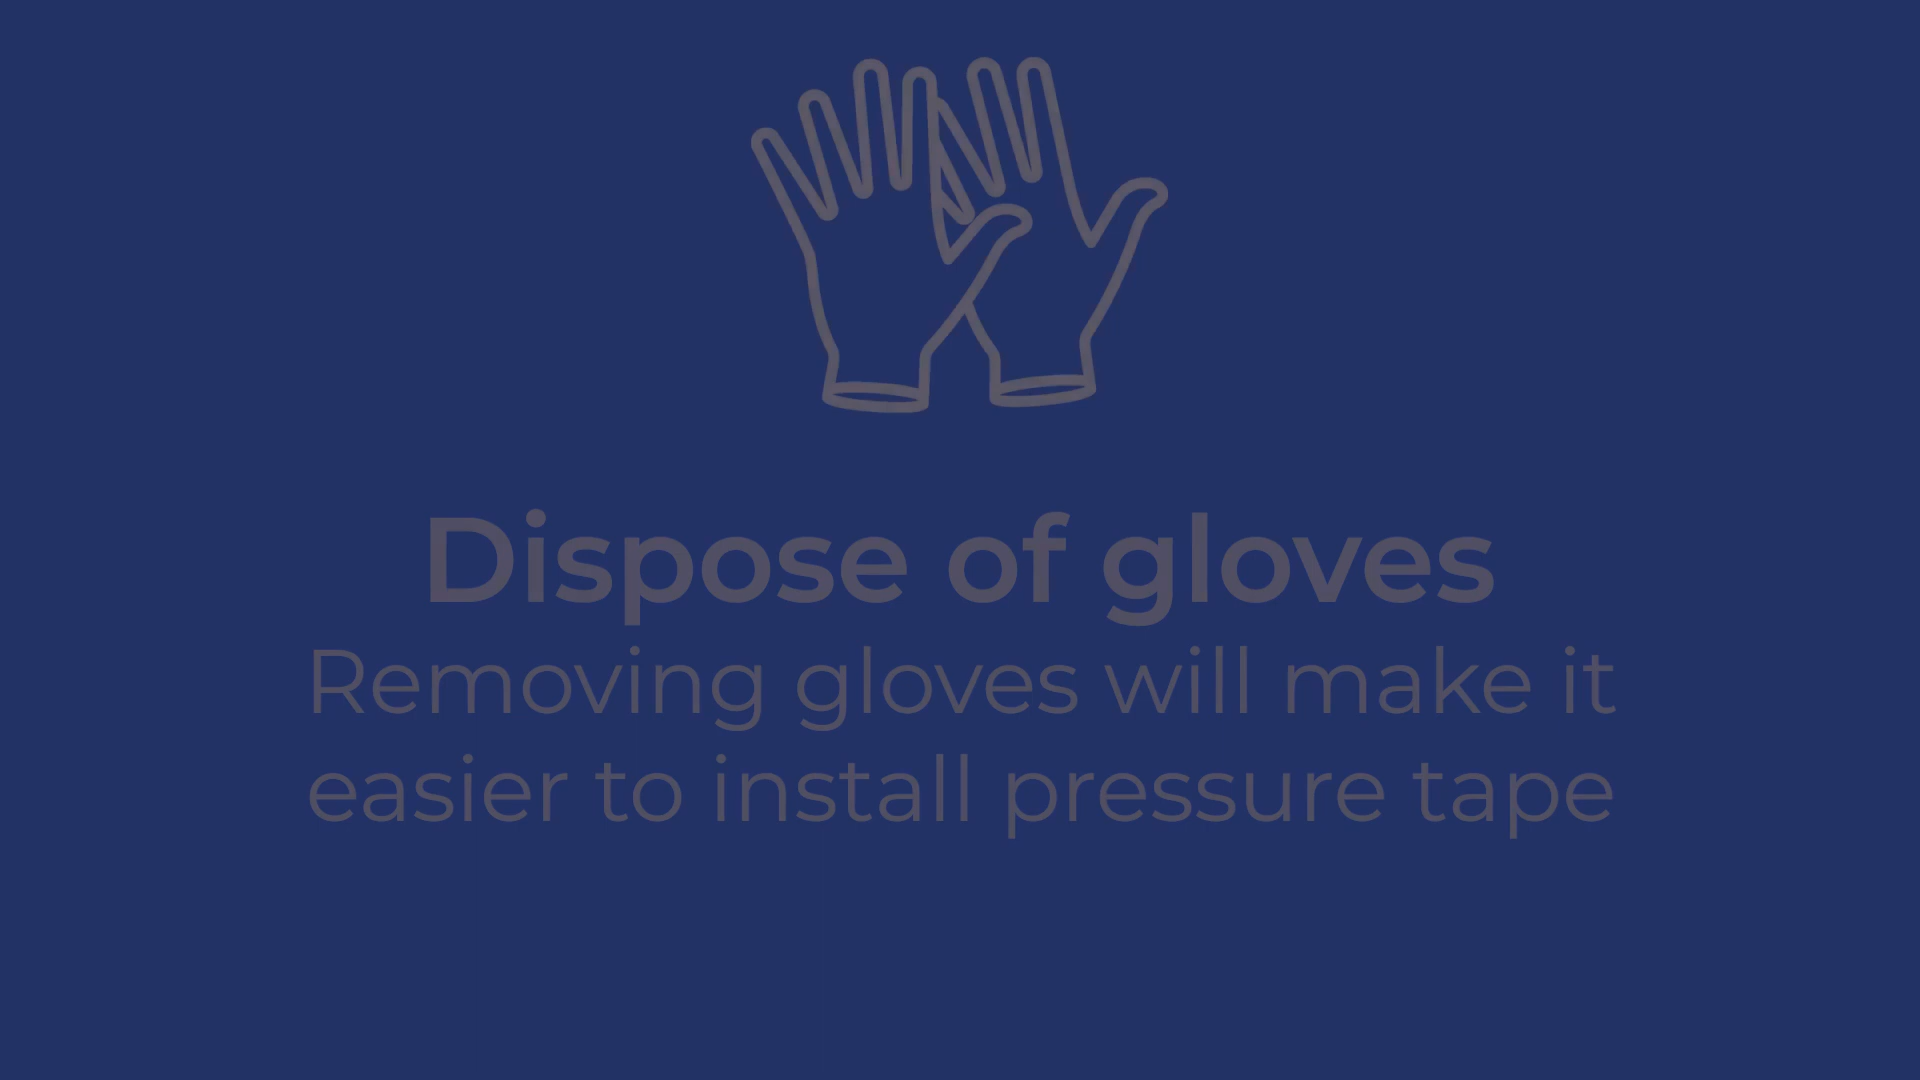 Dispose of gloves
Removing gloves will make it
easier to install pressure tape